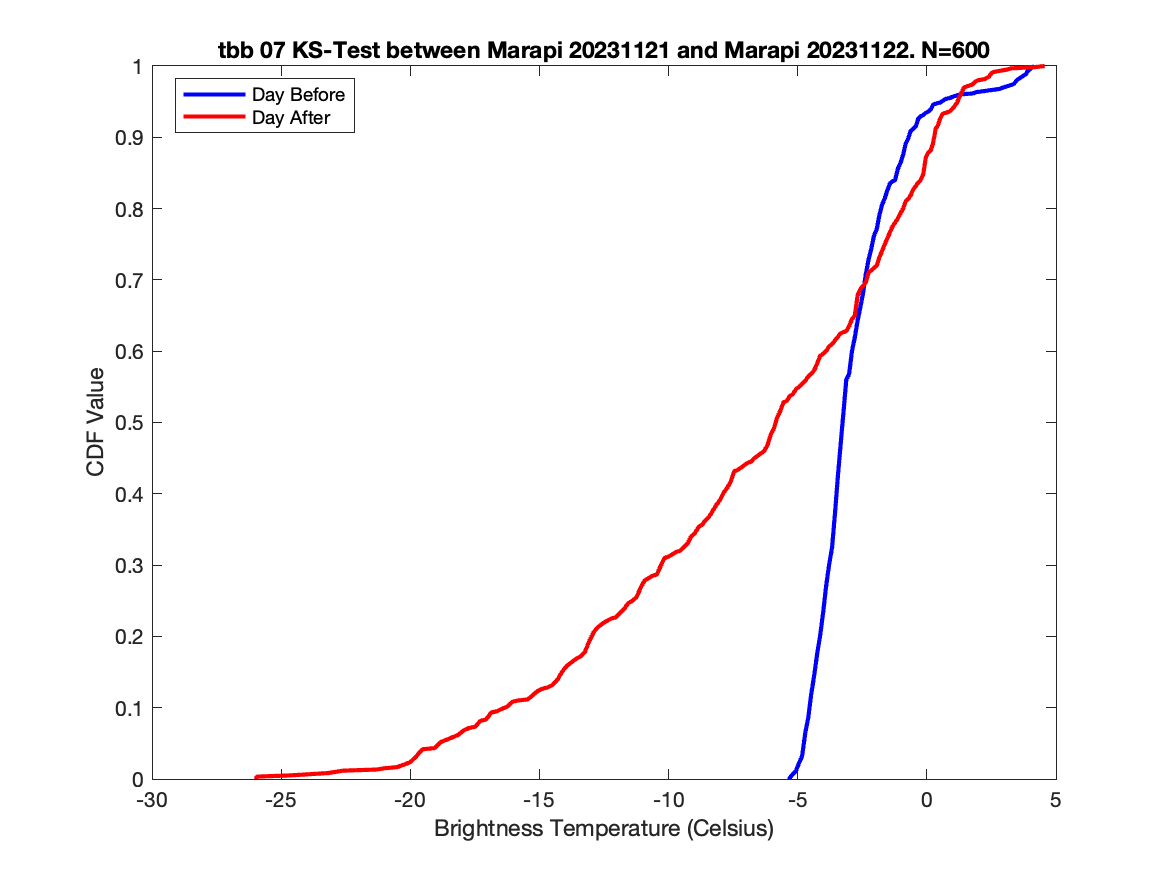 tbb 07 KS-Test between Marapi 20231121 and Marapi 20231122. N=600
Day Before
Day After
1
0.9
0.8
0.7
0.6
0.5
0.4
0.3
0.2
0.1
0
CDF Value
-30 -25 -20 -15 -10 -5 0 5
Brightness Temperature (Celsius)